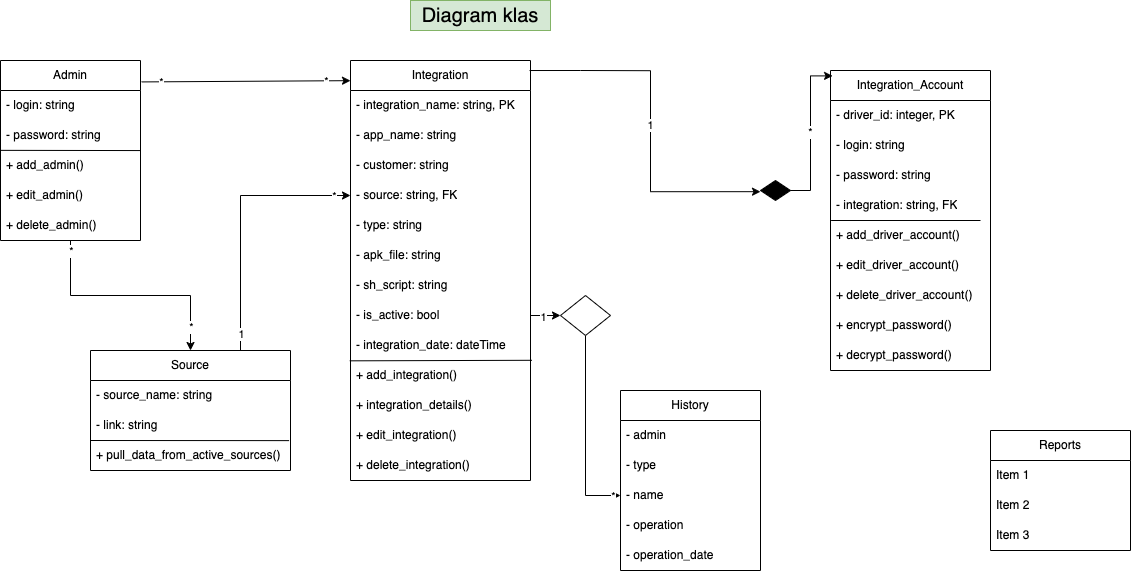 Diagram klas
Admin
- login: string
- password: string
+ add_admin()
+ edit_admin()
+ delete_admin()
*
*
*
*
Integration
- integration_name: string, PK
- app_name: string
- customer: string
- source: string, FK
- type: string
- apk_file: string
- sh_script: string
- is_active: bool
- integration_date: dateTime
+ add_integration()
+ integration_details()
+ edit_integration()
+ delete_integration()
*
1
1
*
Integration_Account
- driver_id: integer, PK
- login: string
- password: string
- integration: string, FK
+ add_driver_account()
+ edit_driver_account()
+ delete_driver_account()
+ encrypt_password()
+ decrypt_password()
Source
- source_name: string
- link: string
+ pull_data_from_active_sources()
1
*
History
- admin
- type
- name
- operation
- operation_date
Reports
Item 1
Item 2
Item 3